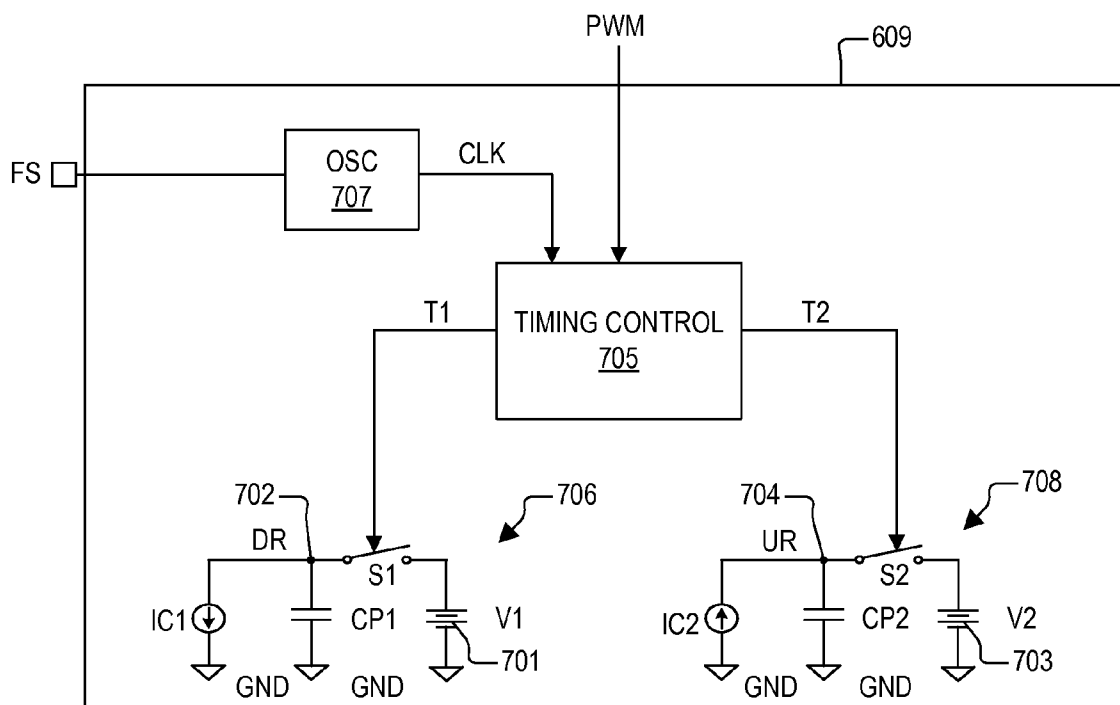 PWM
609
FS
OSC
707
CLK
TIMING CONTROL
705
T1
T2
702
706
704
708
DR
S1
UR
S2
IC1
CP1
V1
701
IC2
CP2
V2
703
GND
GND
GND
GND